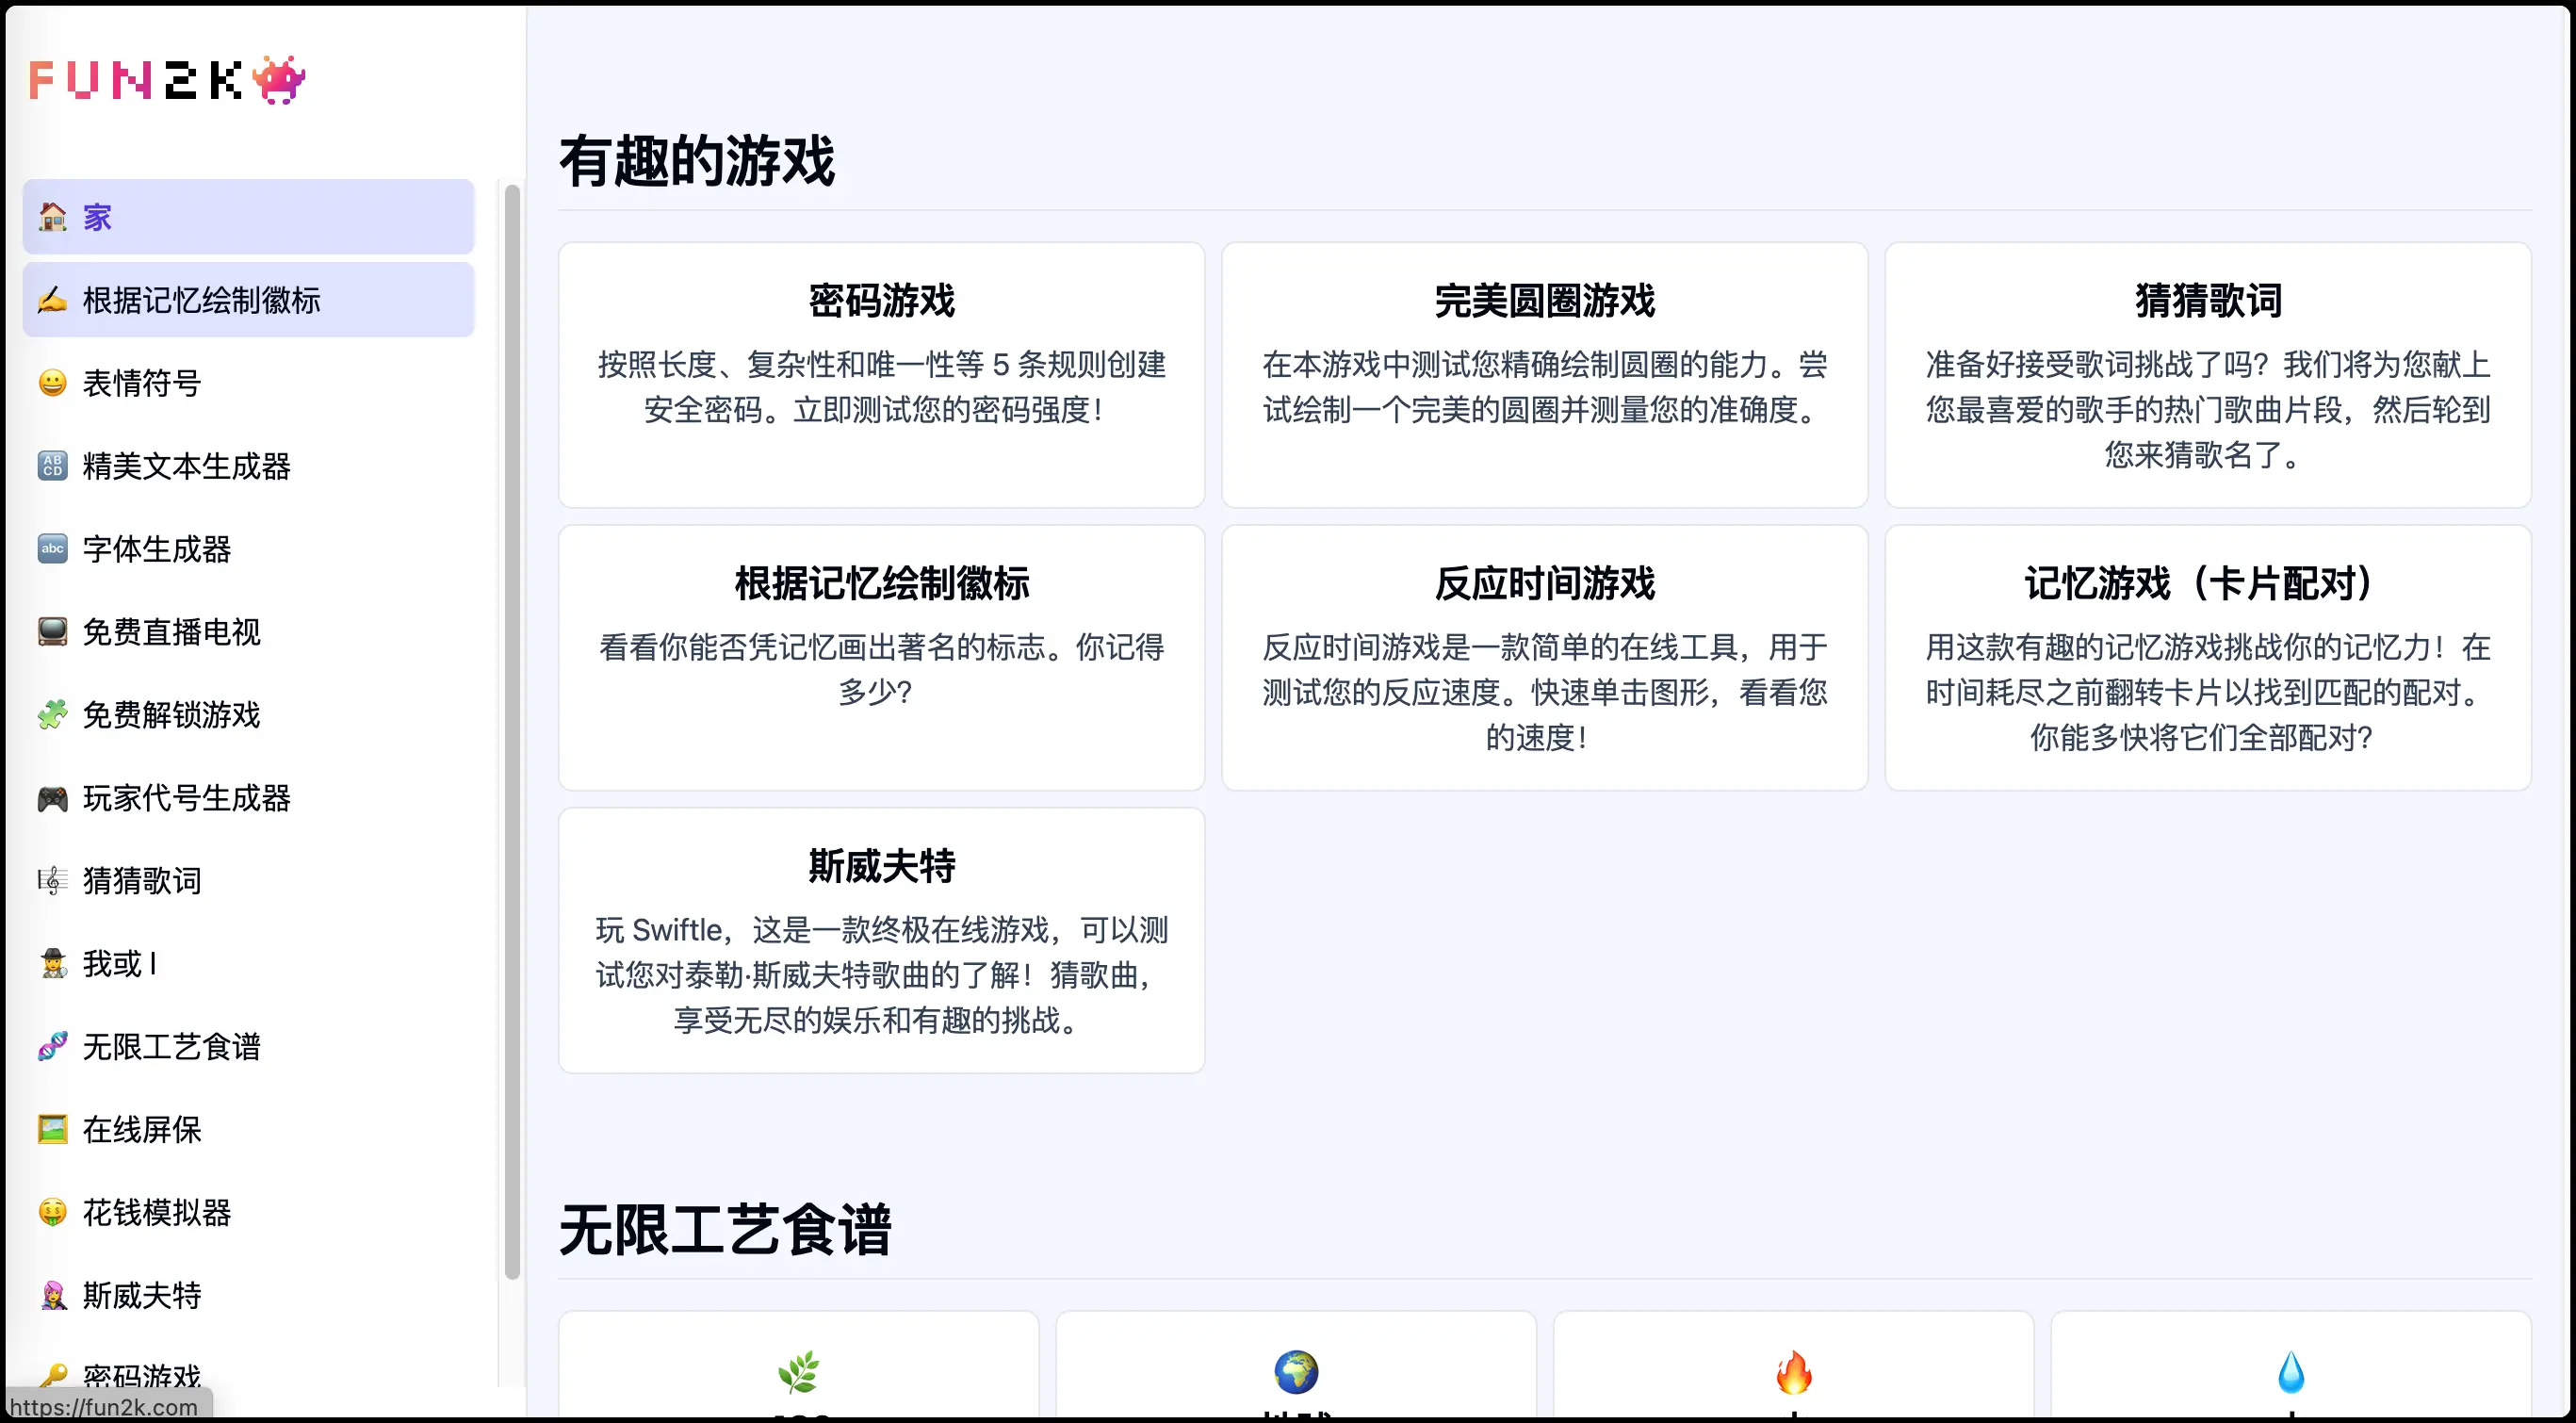 FUN2K
家
根据记忆绘制徽标
表情符号
精美文本生成器
字体生成器
免费直播电视
免费解锁游戏
玩家代号生成器
猜猜歌词
我或 I
无限工艺食谱
在线屏保
花钱模拟器
斯威夫特
密码游戏
https://fun2k.com
有趣的游戏
密码游戏
按照长度、复杂性和唯一性等 5 条规则创建
安全密码。立即测试您的密码强度！
完美圆圈游戏
在本游戏中测试您精确绘制圆圈的能力。尝
试绘制一个完美的圆圈并测量您的准确度。
猜猜歌词
准备好接受歌词挑战了吗？我们将为您献上
您最喜爱的歌手的热门歌曲片段，然后轮到
您来猜歌名了。
根据记忆绘制徽标
看看你能否凭记忆画出著名的标志。你记得
多少？
反应时间游戏
反应时间游戏是一款简单的在线工具，用于
测试您的反应速度。快速单击图形，看看您
的速度！
记忆游戏（卡片配对）
用这款有趣的记忆游戏挑战你的记忆力！在
时间耗尽之前翻转卡片以找到匹配的配对。
你能多快将它们全部配对？
斯威夫特
玩 Swiftle，这是一款终极在线游戏，可以测
试您对泰勒·斯威夫特歌曲的了解！猜歌曲，
享受无尽的娱乐和有趣的挑战。
无限工艺食谱